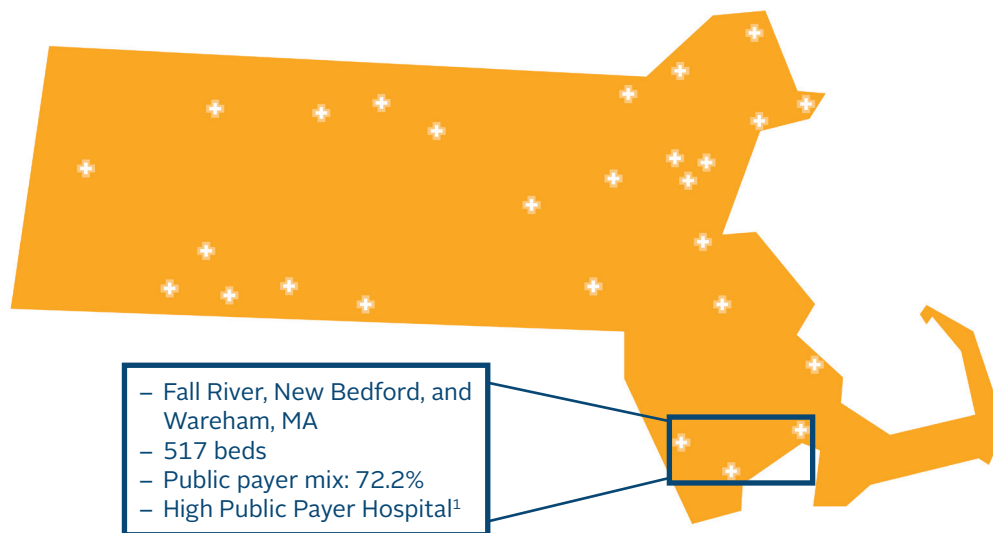 – Fall River, New Bedford, and
Wareham, MA
– 517 beds
– Public payer mix: 72.2%
– High Public Payer Hospital¹